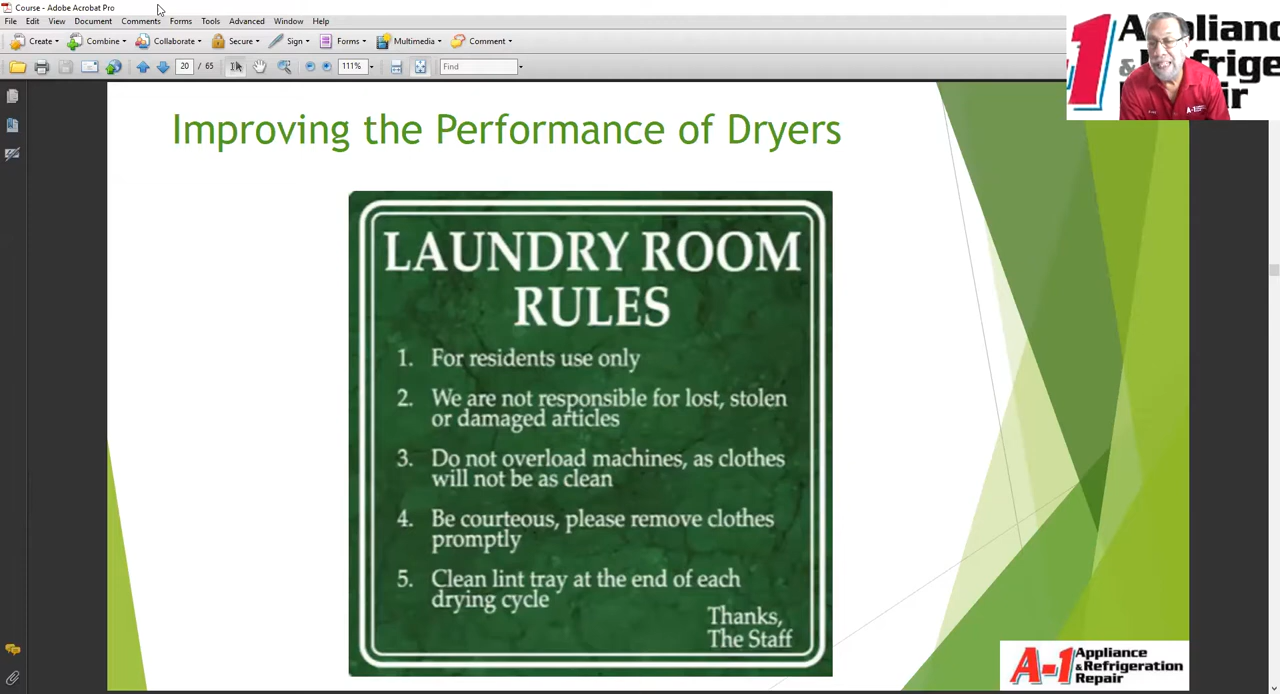 Course - Adobe Acrobat Pro
File Edit View Document Comments Forms Tools Advanced Window Help
Create Combine Collaborate Secure Sign Forms Multimedia Comment
20 / 65 111% Find
1 Applian
& Refrige
ir
Improving the Performance of Dryers
LAUNDRY ROOM
RULES
1. For residents use only
2. We are not responsible for lost, stolen
or damaged articles
3. Do not overload machines, as clothes
will not be as clean
4. Be courteous, please remove clothes
promptly
5. Clean lint tray at the end of each
drying cycle
Thanks,
The Staff
A-1 Appliance
&Refrigeration
Repair